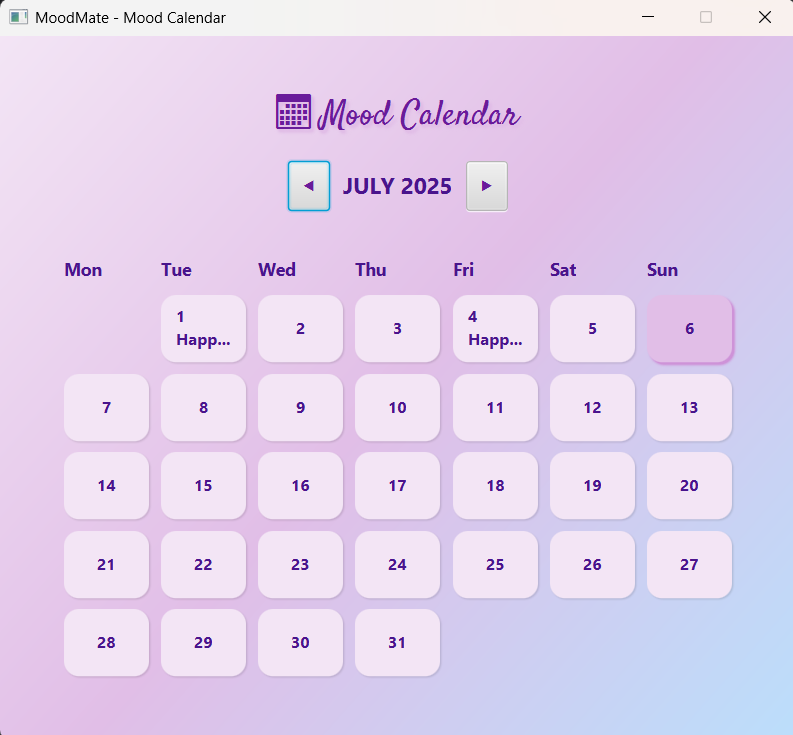 MoodMate - Mood Calendar
Mood Calendar
JULY 2025
Mon Tue Wed Thu Fri Sat Sun
1 Happ... 2 3 4 Happ... 5 6
7 8 9 10 11 12 13
14 15 16 17 18 19 20
21 22 23 24 25 26 27
28 29 30 31